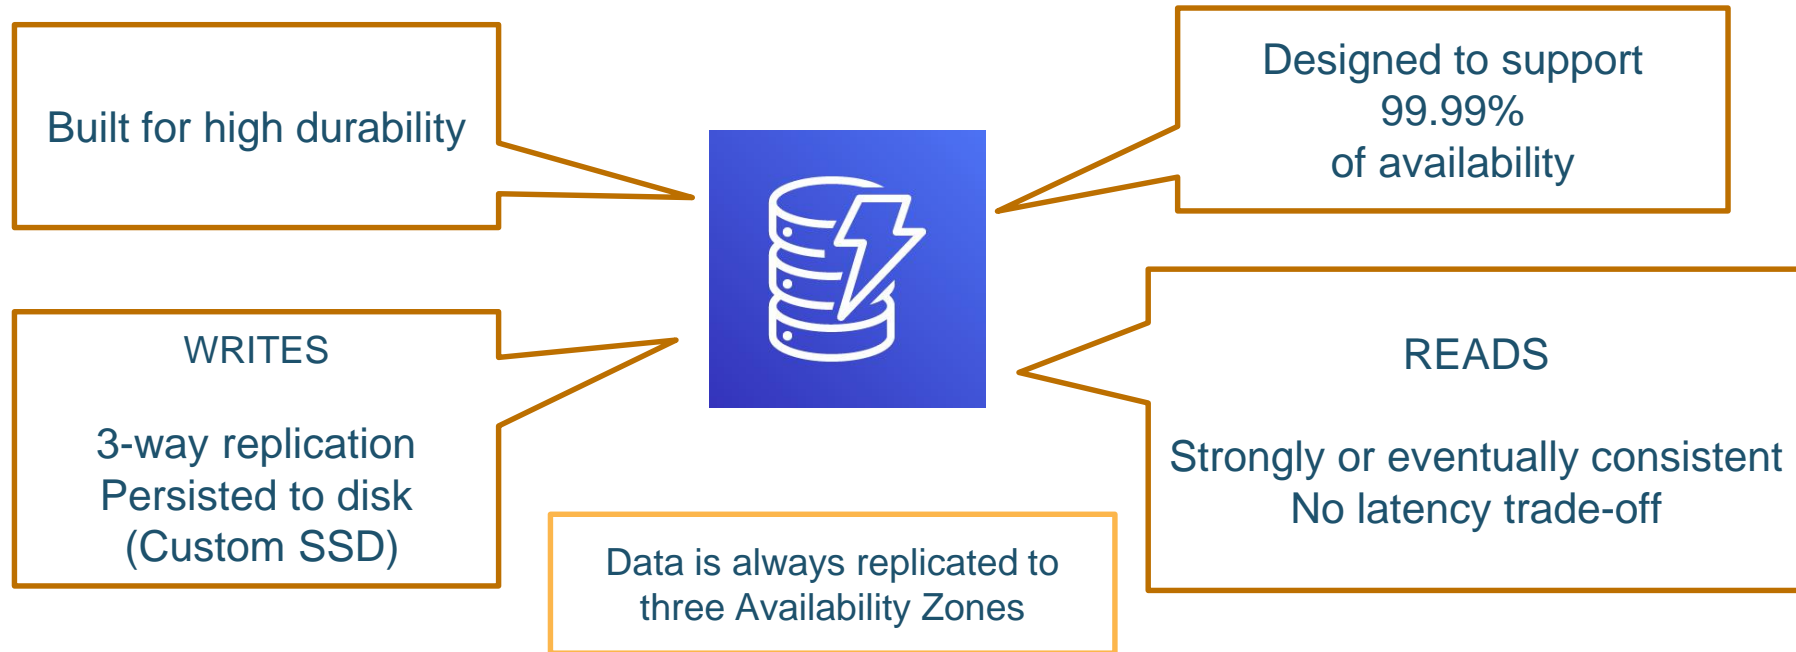 Built for high durability
Designed to support
99.99%
of availability
WRITES
3-way replication
Persisted to disk
(Custom SSD)
READS
Strongly or eventually consistent
No latency trade-off
Data is always replicated to
three Availability Zones